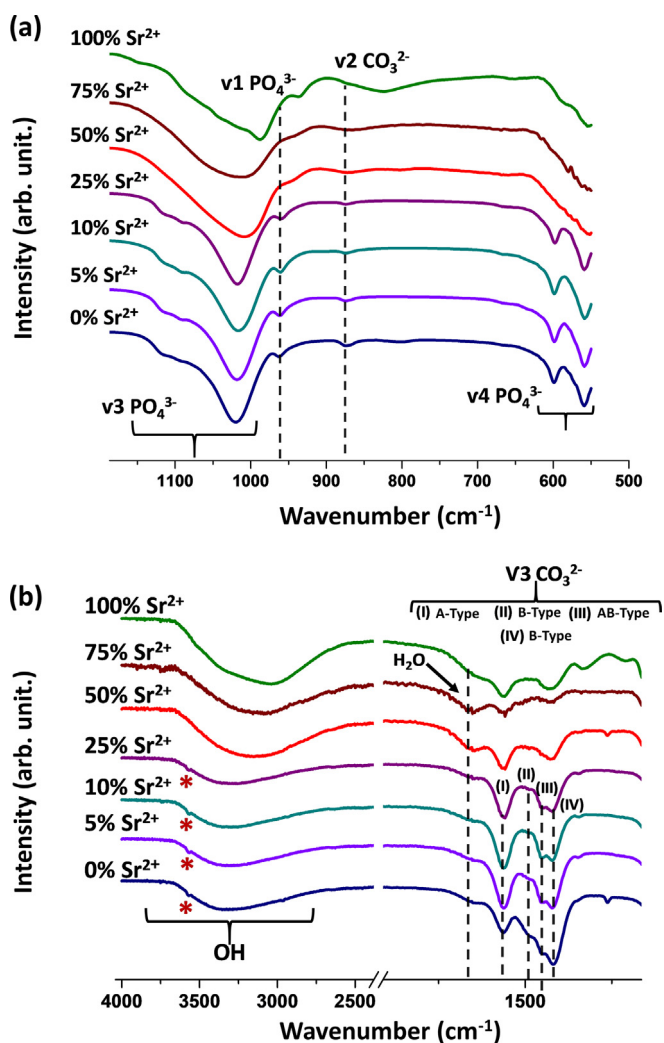 (a)
100% Sr²⁺
75% Sr²⁺
50% Sr²⁺
25% Sr²⁺
10% Sr²⁺
5% Sr²⁺
0% Sr²⁺
v1 PO₄³⁻
v2 CO₃²⁻
v3 PO₄³⁻
v4 PO₄³⁻
Intensity (arb. unit.)
1100 1000 900 800 700 600 500
Wavenumber (cm⁻¹)
(b)
V3 CO₃²⁻
(I) A-Type (II) B-Type (III) AB-Type
(IV) B-Type
100% Sr²⁺
75% Sr²⁺
50% Sr²⁺
25% Sr²⁺
10% Sr²⁺
5% Sr²⁺
0% Sr²⁺
H₂O
(I) (II) (III) (IV)
*
*
*
*
OH
Intensity (arb. unit.)
4000 3500 3000 2500 1500
Wavenumber (cm⁻¹)